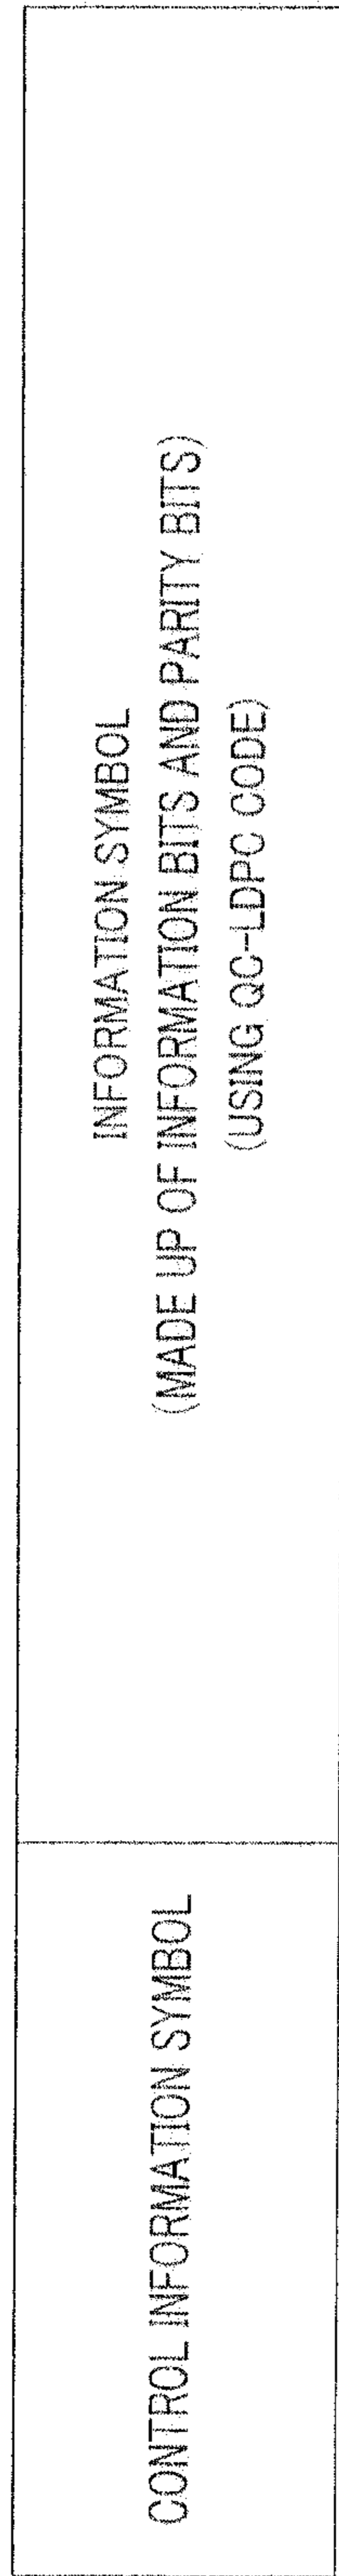 CONTROL INFORMATION SYMBOL
INFORMATION SYMBOL
(MADE UP OF INFORMATION BITS AND PARITY BITS)
(USING QC-LDPC CODE)